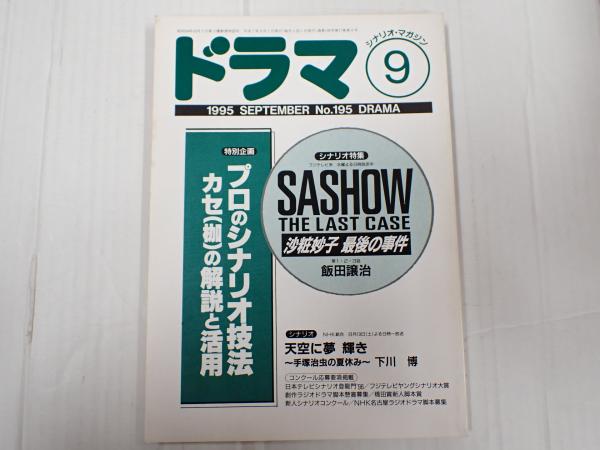 ドラマ
シナリオ・マガジン
9
1995 SEPTEMBER No.195 DRAMA
特別企画
プロのシナリオ技法
カセ(枷)の解説と活用
シナリオ特集
SASHOW
THE LAST CASE
沙粧妙子 最後の事件
第1・2・3回
飯田譲治
シナリオ
天空に夢 輝き
〜手塚治虫の夏休み〜 下川 博
コンクール応募要項掲載
日本テレビシナリオ登龍門'96/フジテレビヤングシナリオ大賞
創作ラジオドラマ脚本懸賞募集/橋田賞新人脚本賞
新人シナリオコンクール/NHK名古屋ラジオドラマ脚本募集